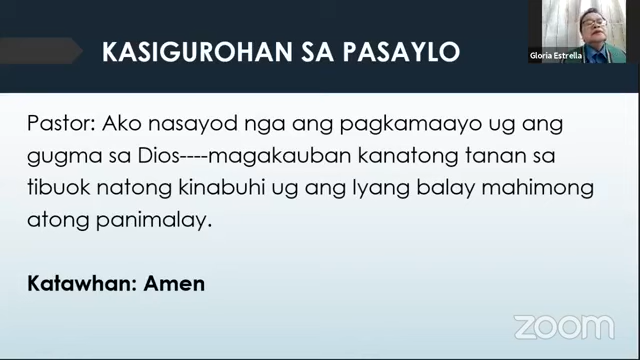 KASIGUROHAN SA PASAYLO
Gloria Estrella
Pastor: Ako nasayod nga ang pagkamaayo ug ang
gugma sa Dios----magakauban kanatong tanan sa
tibuok natong kinabuhi ug ang Iyang balay mahimong
atong panimalay.
Katawhan: Amen
zoom